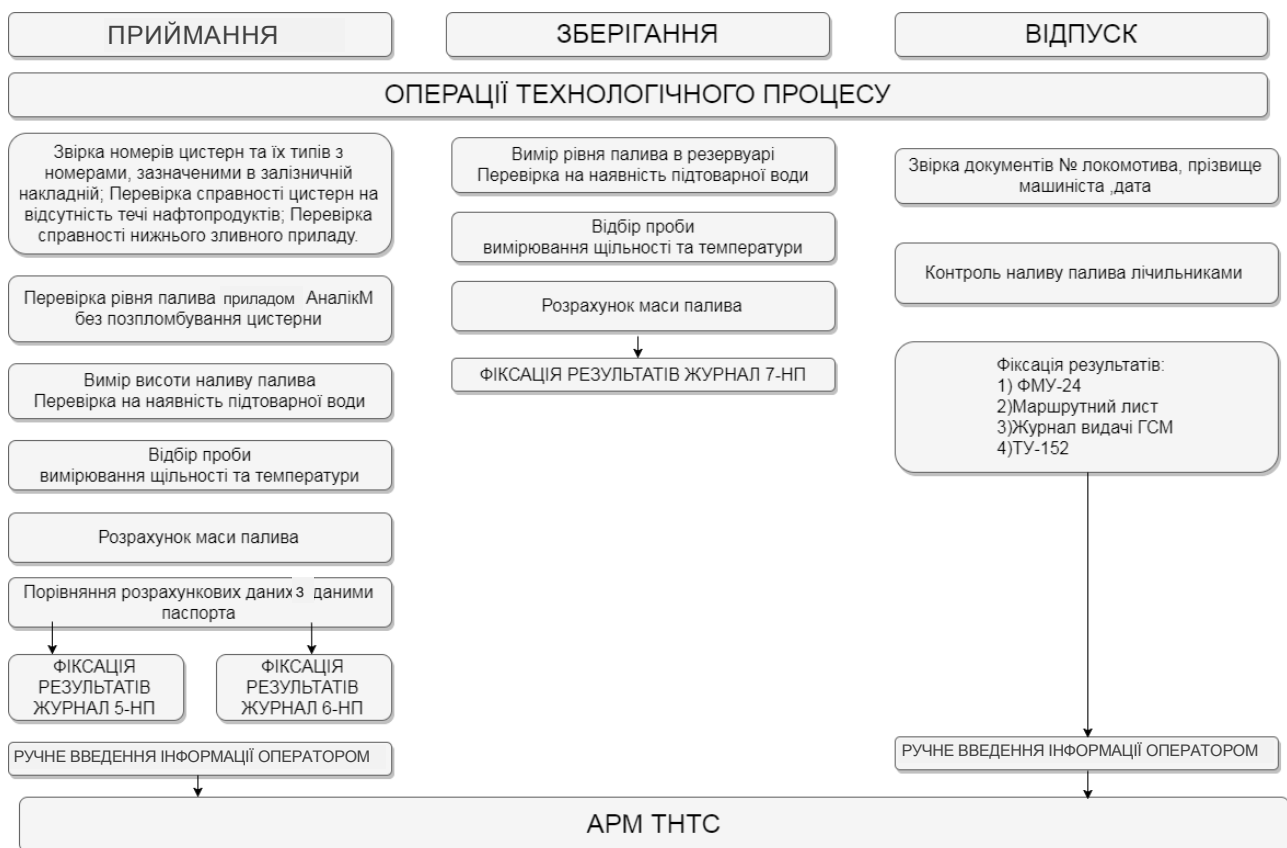 ПРИЙМАННЯ
ЗБЕРІГАННЯ
ВІДПУСК
ОПЕРАЦІЇ ТЕХНОЛОГІЧНОГО ПРОЦЕСУ
Звірка номерів цистерн та їх типів з
номерами, зазначеними в залізничній
накладній; Перевірка справності цистерн на
відсутність течі нафтопродуктів; Перевірка
справності нижнього зливного приладу.
Перевірка рівня палива приладом АналікМ
без позпломбування цистерни
Вимір висоти наливу палива
Перевірка на наявність підтоварної води
Відбір проби
вимірювання щільності та температури
Розрахунок маси палива
Порівняння розрахункових даних з даними
паспорта
ФІКСАЦІЯ
РЕЗУЛЬТАТІВ
ЖУРНАЛ 5-НП
ФІКСАЦІЯ
РЕЗУЛЬТАТІВ
ЖУРНАЛ 6-НП
РУЧНЕ ВВЕДЕННЯ ІНФОРМАЦІЇ ОПЕРАТОРОМ
Вимір рівня палива в резервуарі
Перевірка на наявність підтоварної води
Відбір проби
вимірювання щільності та температури
Розрахунок маси палива
ФІКСАЦІЯ РЕЗУЛЬТАТІВ ЖУРНАЛ 7-НП
Звірка документів № локомотива, прізвище
машиніста ,дата
Контроль наливу палива лічильниками
Фіксація результатів:
1) ФМУ-24
2)Маршрутний лист
3)Журнал видачі ГСМ
4)ТУ-152
РУЧНЕ ВВЕДЕННЯ ІНФОРМАЦІЇ ОПЕРАТОРОМ
АРМ ТНТС